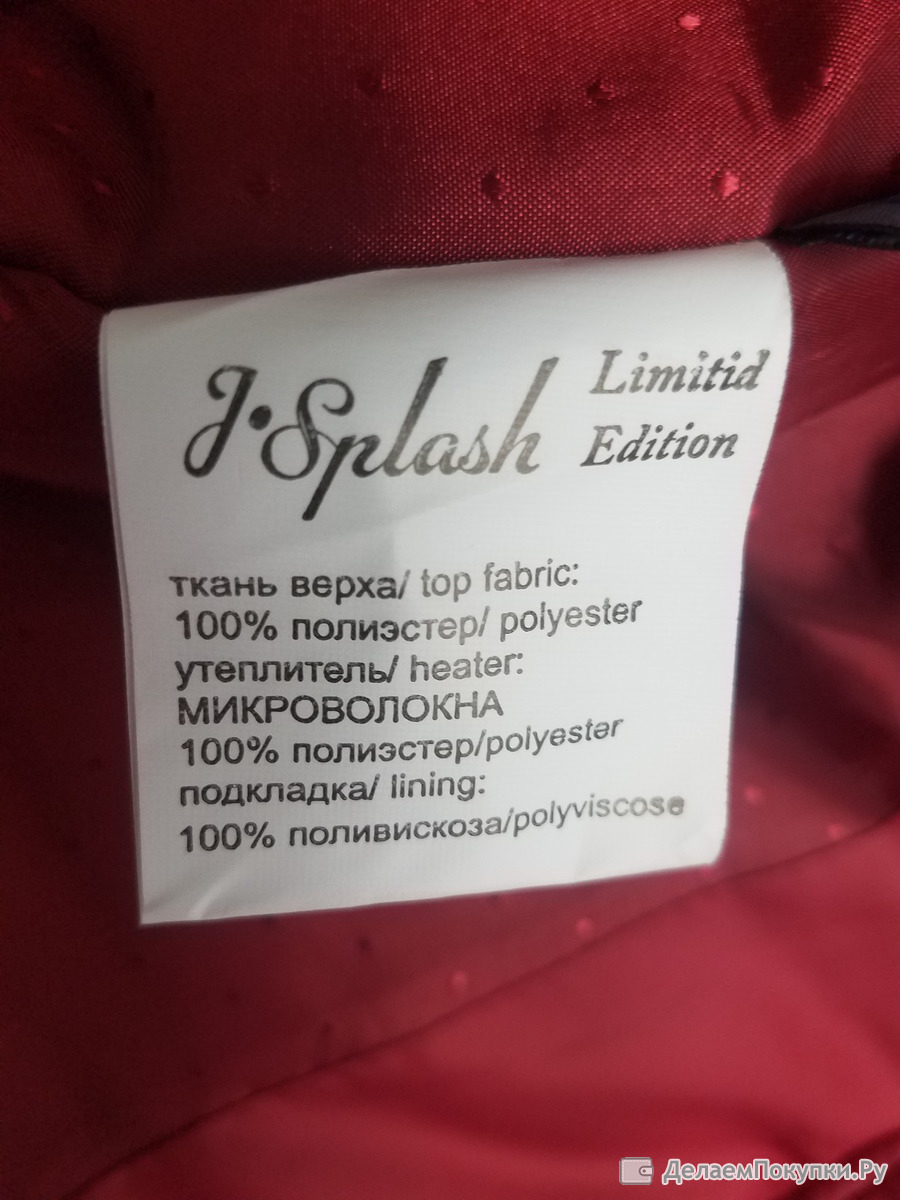 J·Splash Limitid
Edition
ткань верха/ top fabric:
100% полиэстер/ polyester
утеплитель/ heater:
МИКРОВОЛОКНА
100% полиэстер/polyester
подкладка/ lining:
100% поливискоза/polyviscose
ДелаемПокупки.Ру